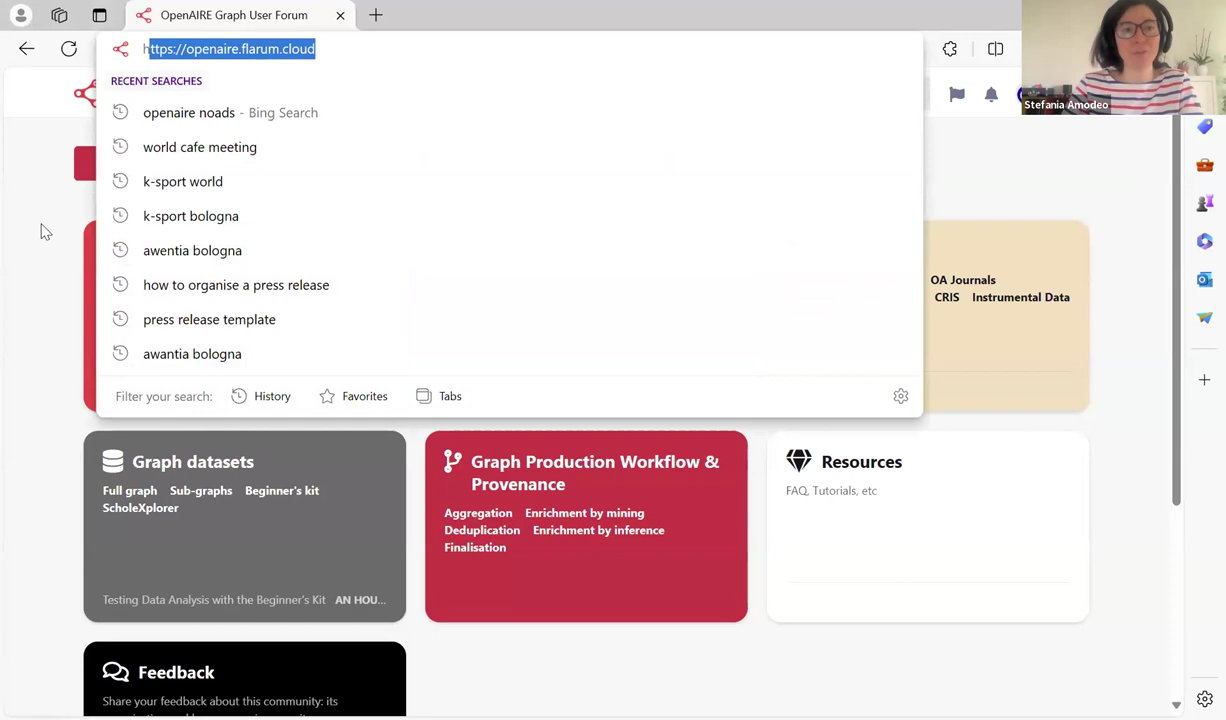 OpenAIRE Graph User Forum
https://openaire.flarum.cloud
RECENT SEARCHES
openaire noads - Bing Search
world cafe meeting
k-sport world
k-sport bologna
awentia bologna
how to organise a press release
press release template
awantia bologna
Filter your search: History Favorites Tabs
Stefania Amodeo
OA Journals
CRIS Instrumental Data
Graph datasets
Full graph Sub-graphs Beginner's kit
ScholeXplorer
Testing Data Analysis with the Beginner's Kit AN HOU...
Graph Production Workflow &
Provenance
Aggregation Enrichment by mining
Deduplication Enrichment by inference
Finalisation
Resources
FAQ, Tutorials, etc
Feedback
Share your feedback about this community: its